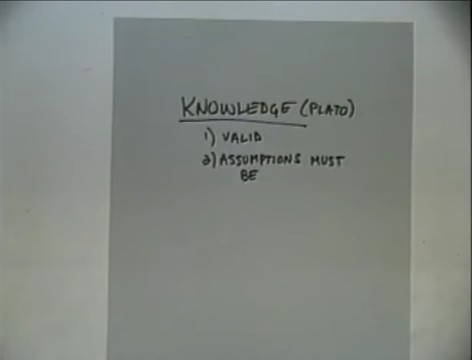 KNOWLEDGE (PLATO)
1) VALID
2) ASSUMPTIONS MUST
BE